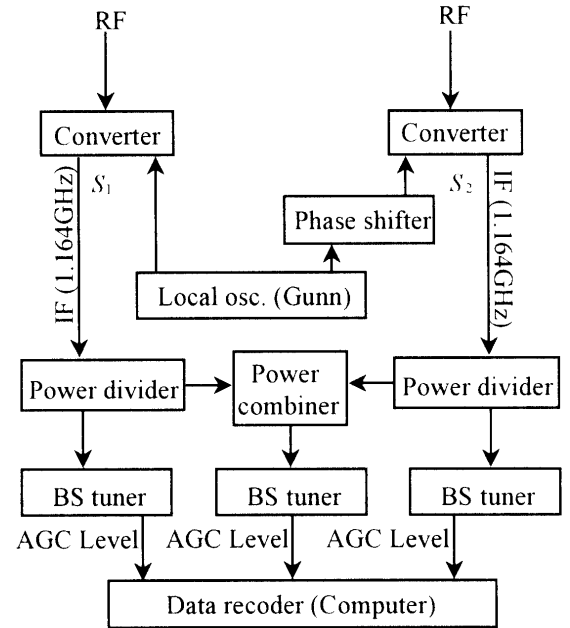 RF
RF
Converter
Converter
S₁
S₂
IF (1.164GHz)
IF (1.164GHz)
Phase shifter
Local osc. (Gunn)
Power divider
Power
combiner
Power divider
BS tuner
BS tuner
BS tuner
AGC Level
AGC Level
AGC Level
Data recoder (Computer)